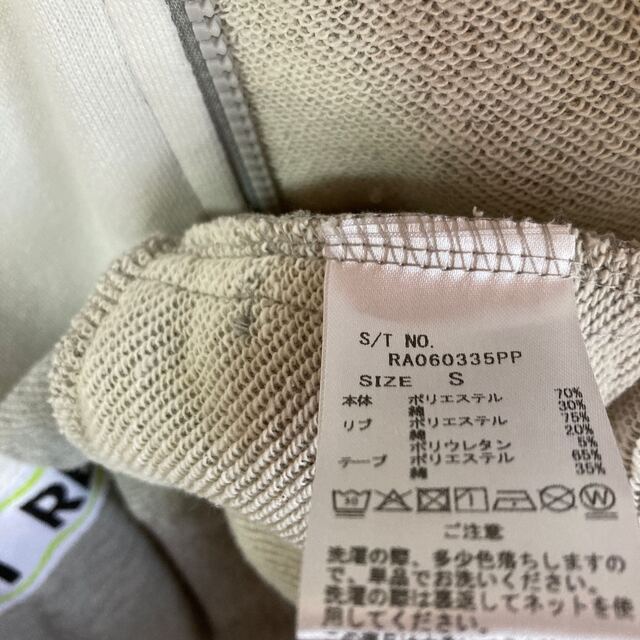 S/T NO.
RA060335PP
SIZE S
本体 ポリエステル 70%
綿 30%
リブ ポリエステル 75%
綿 20%
ポリウレタン 5%
テープ ポリエステル 65%
綿 35%
ご注意
洗濯の際、多少色落ちしますの
で、単品でお洗いください。
洗濯の際は裏返してネットを使
用してください。
R